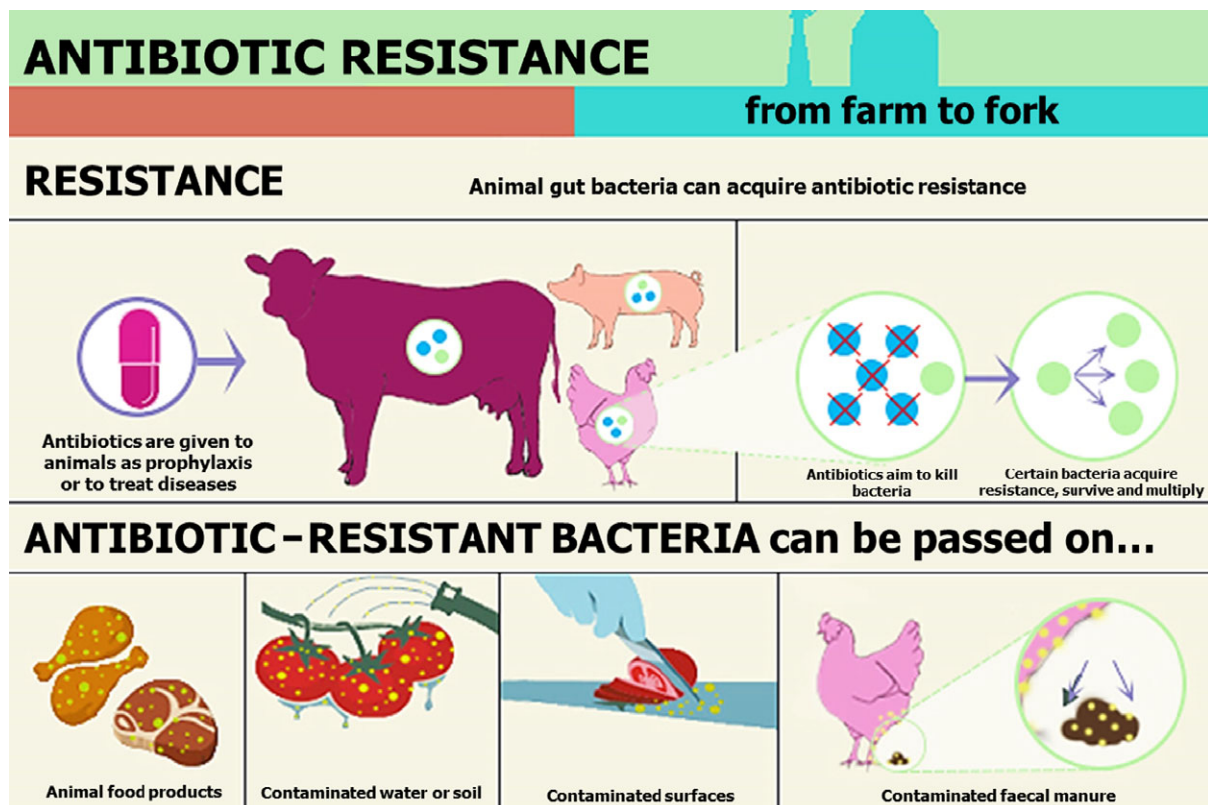 ANTIBIOTIC RESISTANCE
from farm to fork
RESISTANCE
Animal gut bacteria can acquire antibiotic resistance
Antibiotics are given to
animals as prophylaxis
or to treat diseases
Antibiotics aim to kill
bacteria
Certain bacteria acquire
resistance, survive and multiply
ANTIBIOTIC-RESISTANT BACTERIA can be passed on...
Animal food products
Contaminated water or soil
Contaminated surfaces
Contaminated faecal manure